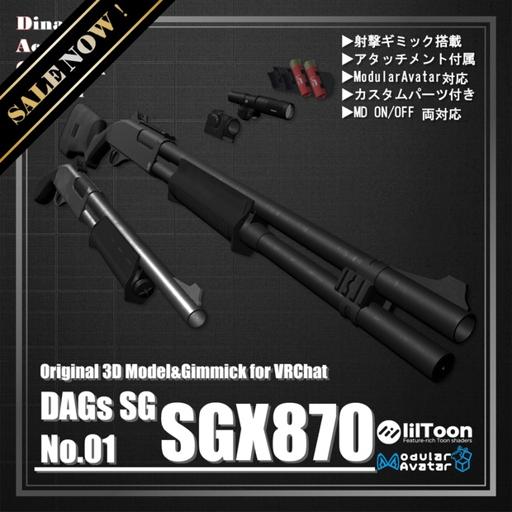 Dina
SALE NOW !
▶射撃ギミック搭載
▶アタッチメント付属
▶ModularAvatar対応
▶カスタムパーツ付き
▶MD ON/OFF 両対応
Original 3D Model&Gimmick for VRChat
DAGs SG
No.01
SGX870
lilToon
Feature-rich Toon shaders
Modular
Avatar